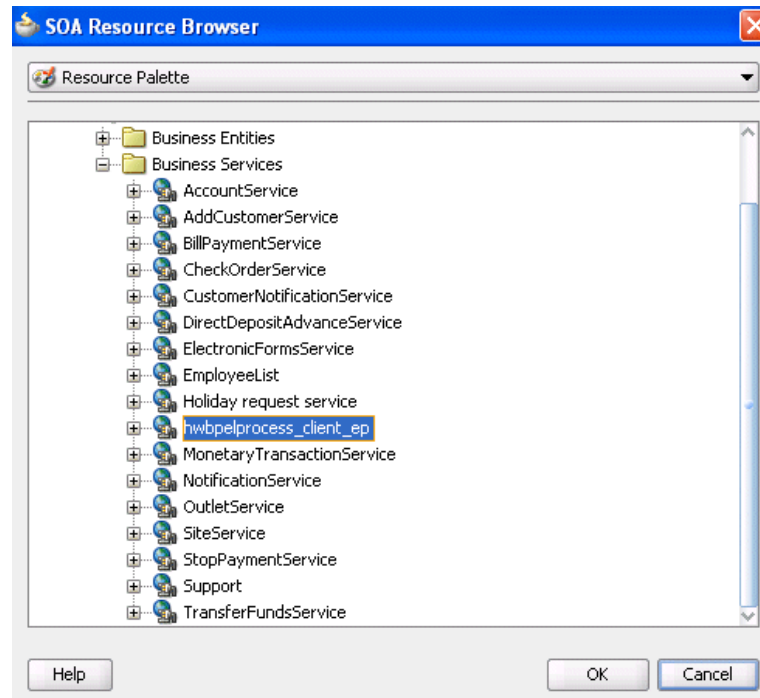 SOA Resource Browser
Resource Palette
Business Entities
Business Services
AccountService
AddCustomerService
BillPaymentService
CheckOrderService
CustomerNotificationService
DirectDepositAdvanceService
ElectronicFormsService
EmployeeList
Holiday request service
hwbpelprocess_client_ep
MonetaryTransactionService
NotificationService
OutletService
SiteService
StopPaymentService
Support
TransferFundsService
Help OK Cancel